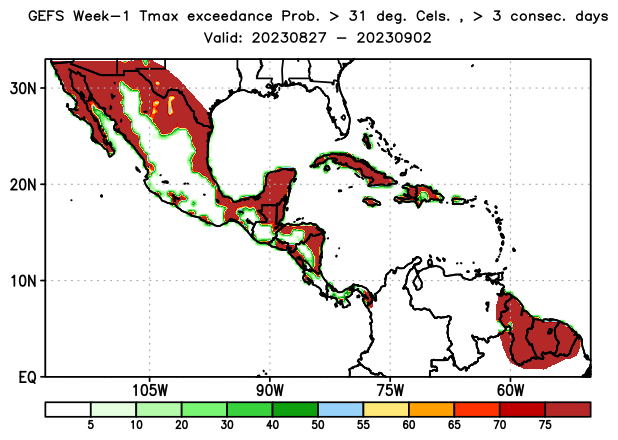 GEFS Week-1 Tmax exceedance Prob. > 31 deg. Cels. , > 3 consec. days
Valid: 20230827 - 20230902
30N
20N
10N
EQ
105W 90W 75W 60W
5 10 20 30 40 50 55 60 65 70 75